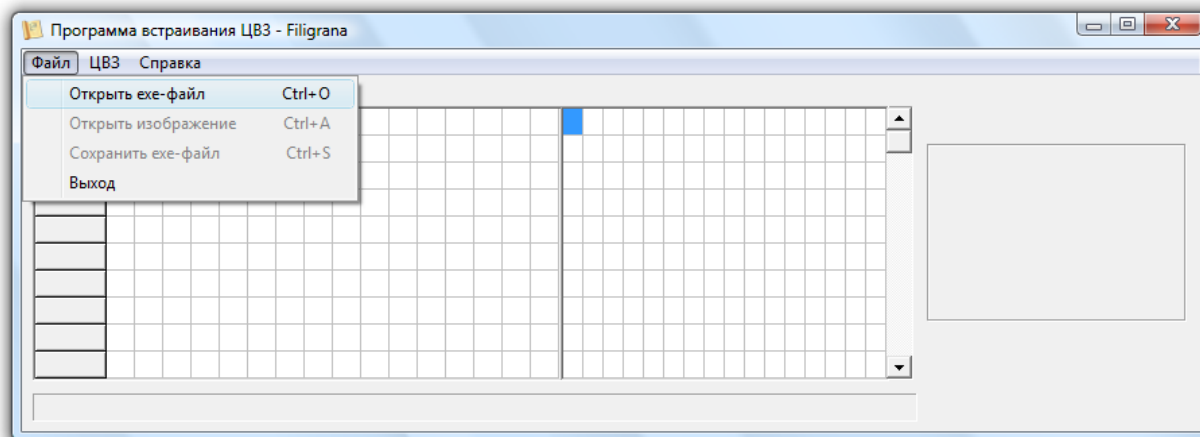 Программа встраивания ЦВЗ - Filigrana
Файл ЦВЗ Справка
Открыть exe-файл Ctrl+O
Открыть изображение Ctrl+A
Сохранить exe-файл Ctrl+S
Выход